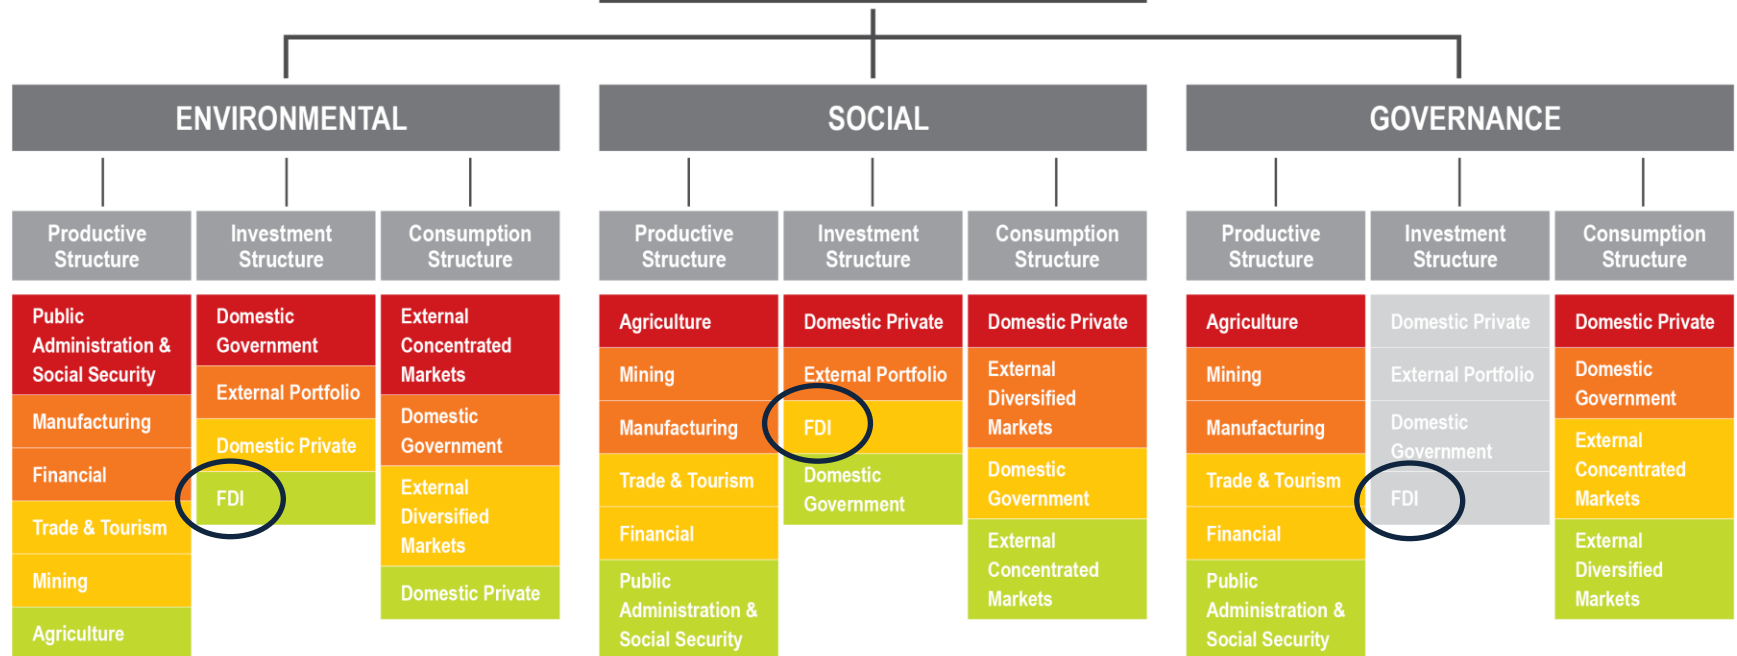 ENVIRONMENTAL
SOCIAL
GOVERNANCE
Productive
Structure
Investment
Structure
Consumption
Structure
Productive
Structure
Investment
Structure
Consumption
Structure
Productive
Structure
Investment
Structure
Consumption
Structure
Public
Administration &
Social Security
Manufacturing
Financial
Trade & Tourism
Mining
Agriculture
Domestic
Government
External Portfolio
Domestic Private
FDI
External
Concentrated
Markets
Domestic
Government
External
Diversified
Markets
Domestic Private
Agriculture
Mining
Manufacturing
Trade & Tourism
Financial
Public
Administration &
Social Security
Domestic Private
External Portfolio
FDI
Domestic
Government
Domestic Private
External
Diversified
Markets
Domestic
Government
External
Concentrated
Markets
Agriculture
Mining
Manufacturing
Trade & Tourism
Financial
Public
Administration &
Social Security
Domestic Private
External Portfolio
Domestic
Government
FDI
Domestic Private
Domestic
Government
External
Concentrated
Markets
External
Diversified
Markets